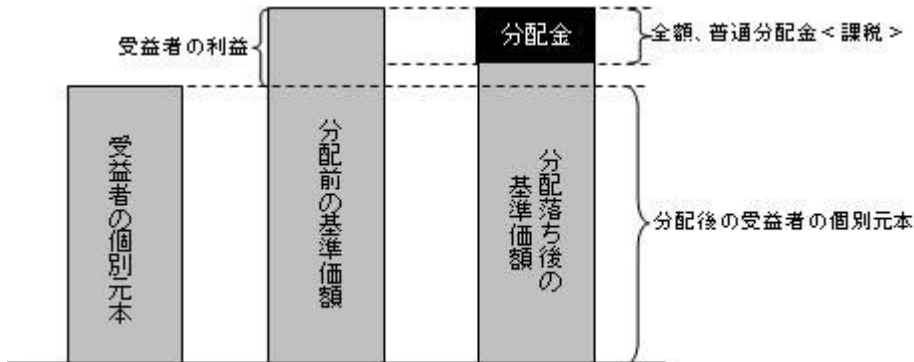 受益者の利益
分配金
全額、普通分配金＜課税＞
受益者の個別元本
分配前の基準価額
分配落ち後の
基準価額
分配後の受益者の個別元本